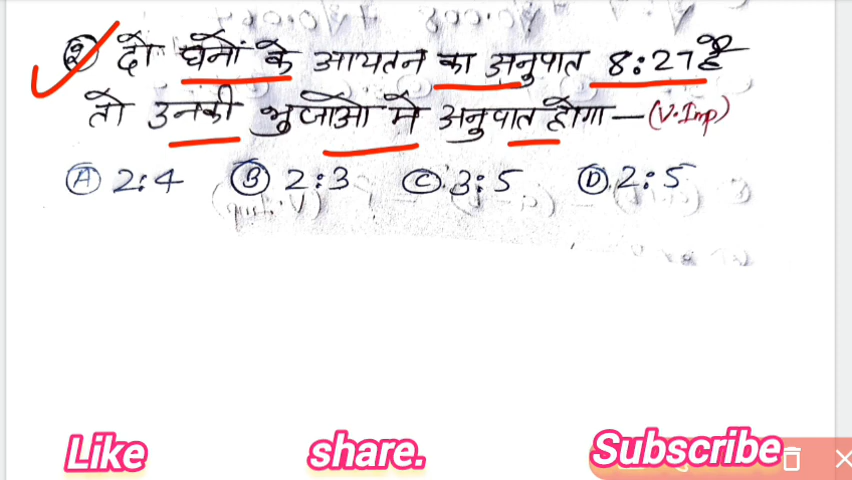 ② दो घनों के आयतन का अनुपात 8:27 है
तो उनकी भुजाओ मे अनुपात होगा — (V.Imp)
Ⓐ 2:4 Ⓑ 2:3 Ⓒ 3:5 Ⓓ 2:5
Like share. Subscribe